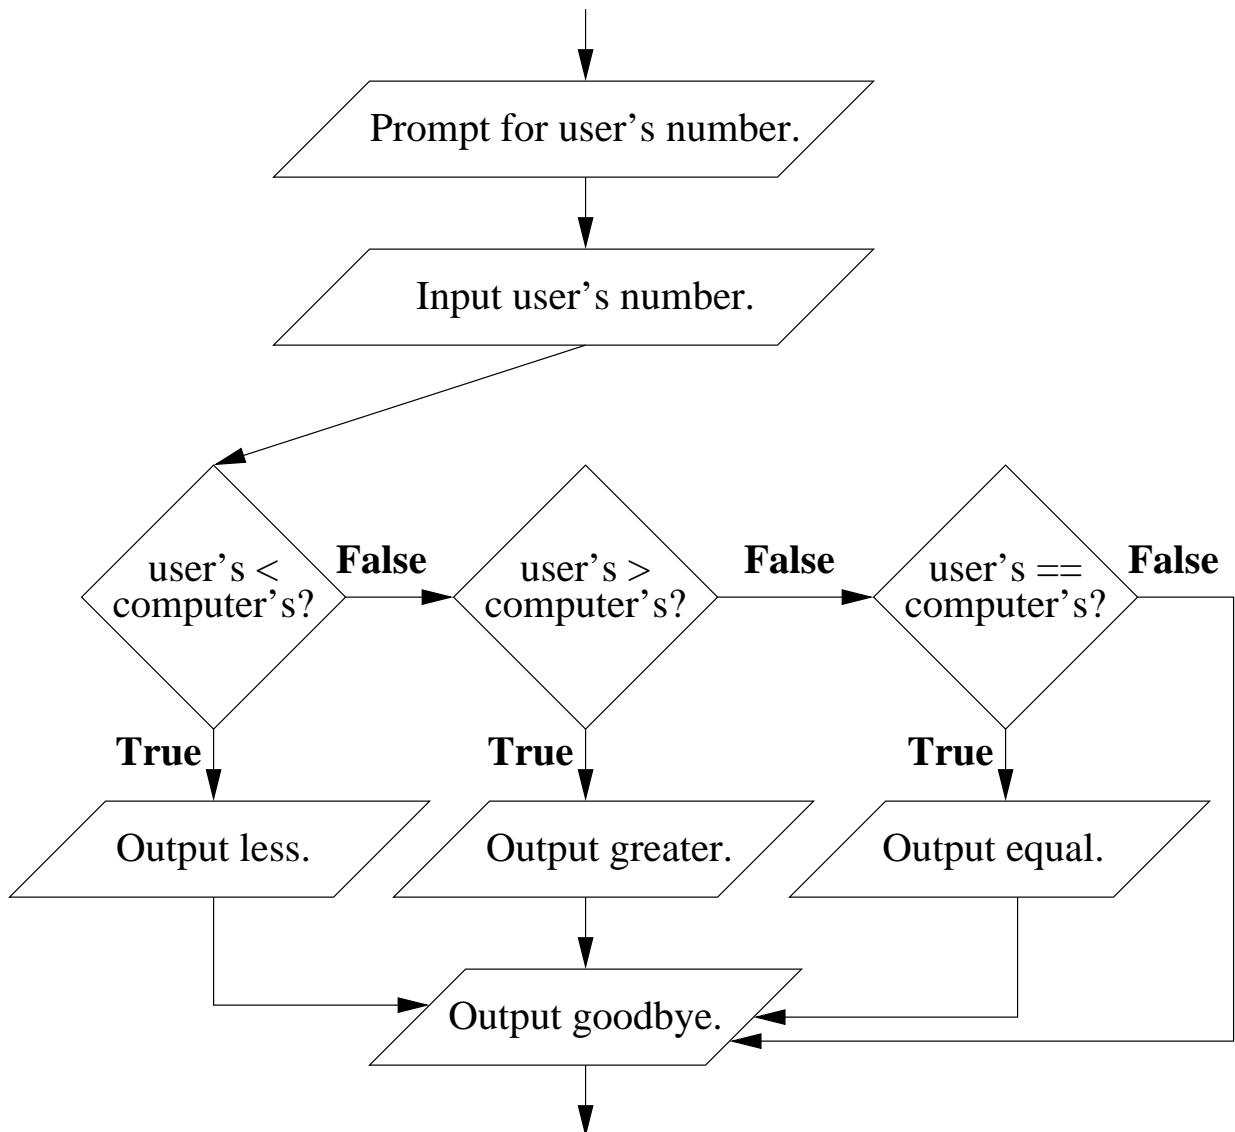 Prompt for user’s number.
Input user’s number.
user's <
computer’s?
False
user's >
computer’s?
False
user's ==
computer’s?
False
True
True
True
Output less.
Output greater.
Output equal.
Output goodbye.